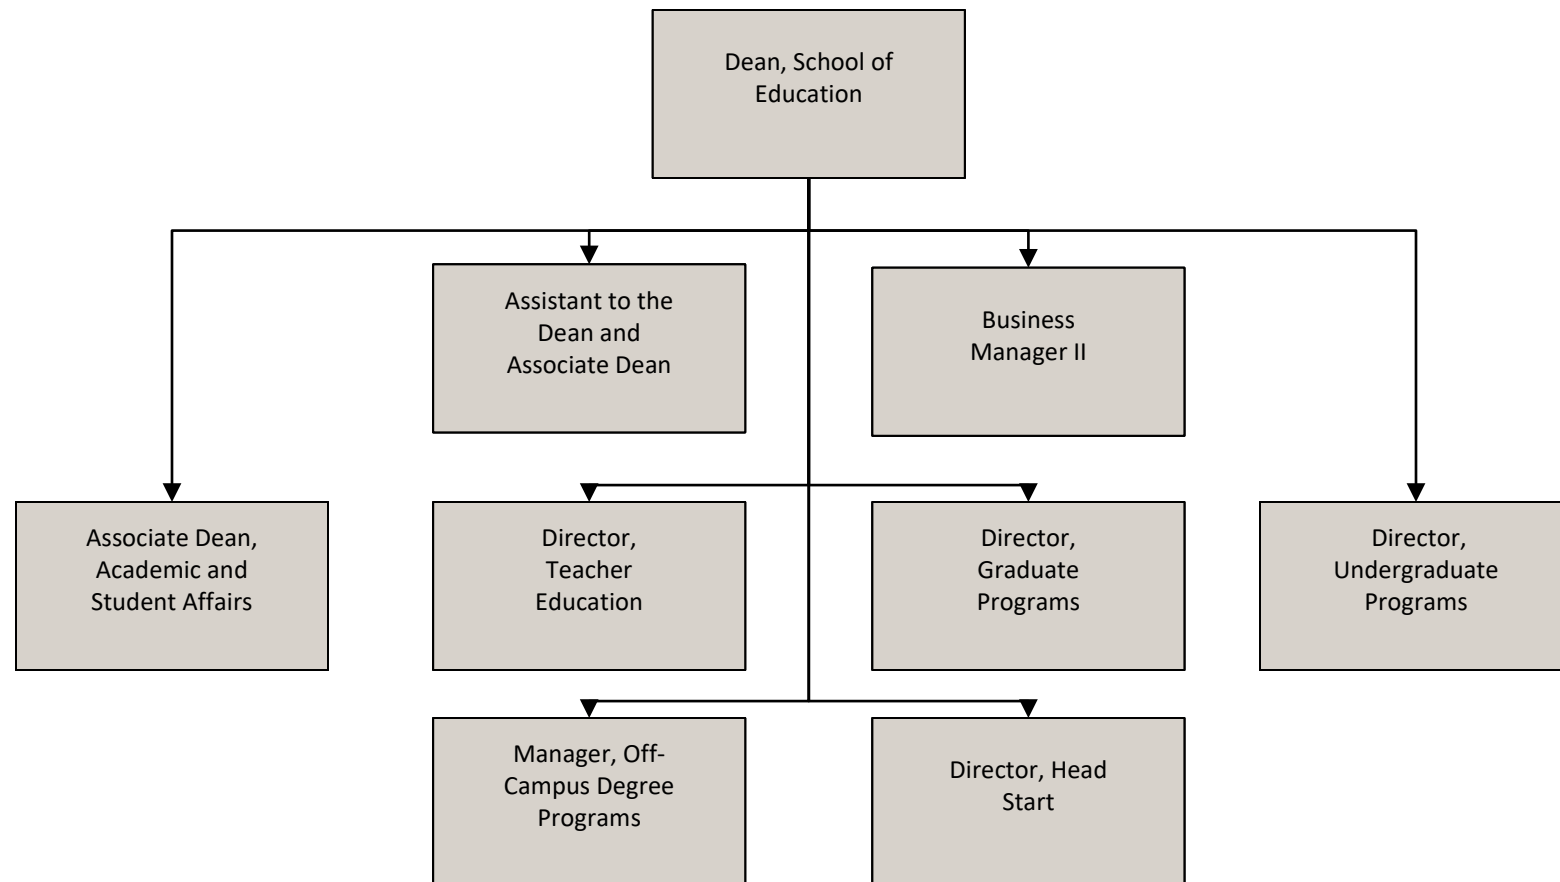 Dean, School of
Education
Assistant to the
Dean and
Associate Dean
Business
Manager II
Associate Dean,
Academic and
Student Affairs
Director,
Teacher
Education
Director,
Graduate
Programs
Director,
Undergraduate
Programs
Manager, Off-
Campus Degree
Programs
Director, Head
Start